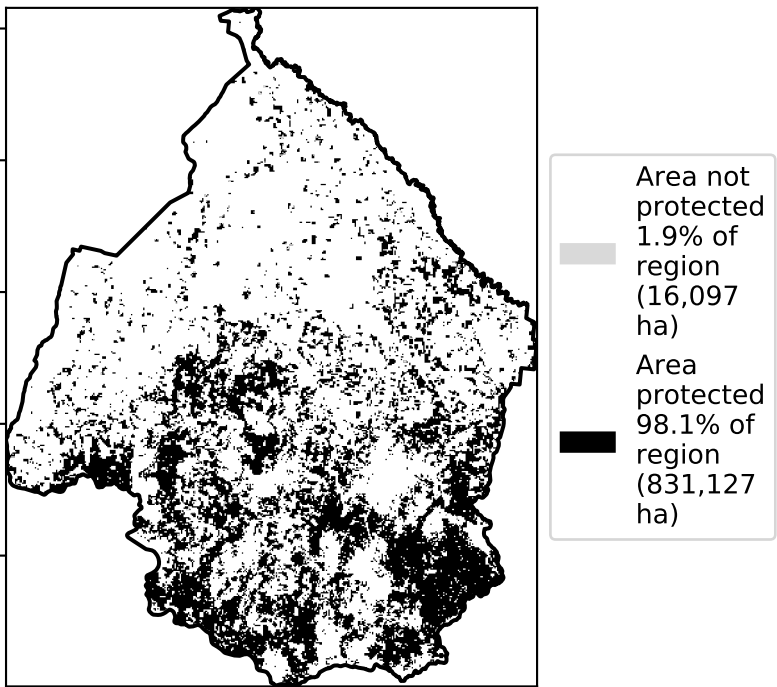 Area not
protected
1.9% of
region
(16,097
ha)
Area
protected
98.1% of
region
(831,127
ha)